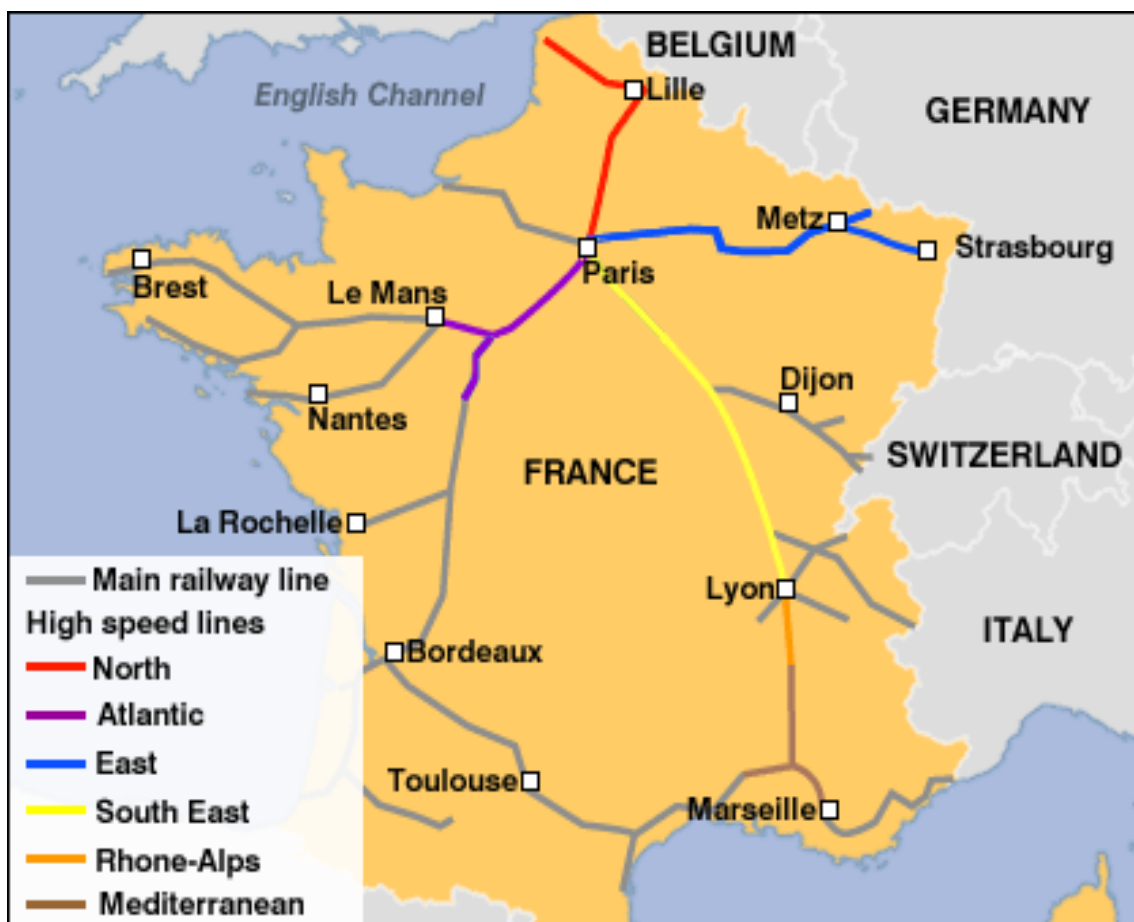 BELGIUM
English Channel
Lille
GERMANY
Metz
Strasbourg
Paris
Brest
Le Mans
Dijon
Nantes
SWITZERLAND
FRANCE
La Rochelle
Main railway line
Lyon
High speed lines
ITALY
Bordeaux
North
Atlantic
East
Toulouse
South East
Marseille
Rhone-Alps
Mediterranean